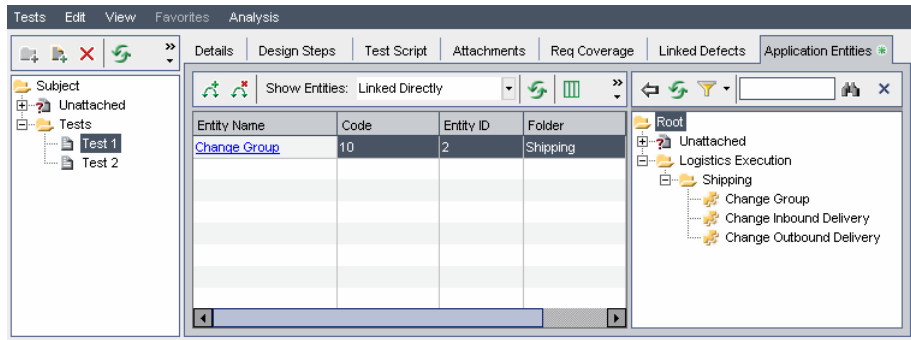 Tests Edit View Favorites Analysis
Details Design Steps Test Script Attachments Req Coverage Linked Defects Application Entities *
Show Entities: Linked Directly
Subject
Unattached
Tests
Test 1
Test 2
Entity Name Code Entity ID Folder
Change Group 10 2 Shipping
Root
Unattached
Logistics Execution
Shipping
Change Group
Change Inbound Delivery
Change Outbound Delivery